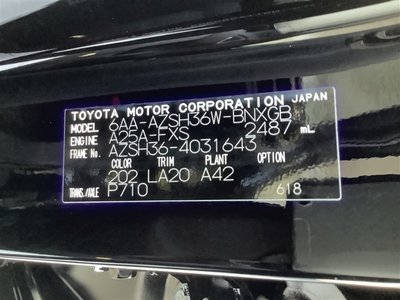 TOYOTA MOTOR CORPORATION JAPAN
MODEL 6AA-AZSH36W-BNXGB
ENGINE A25A-FXS 2487 mL
FRAME No. AZSH36-4031643
COLOR TRIM PLANT OPTION
202 LA20 A42
TRANS./AXLE P710 618